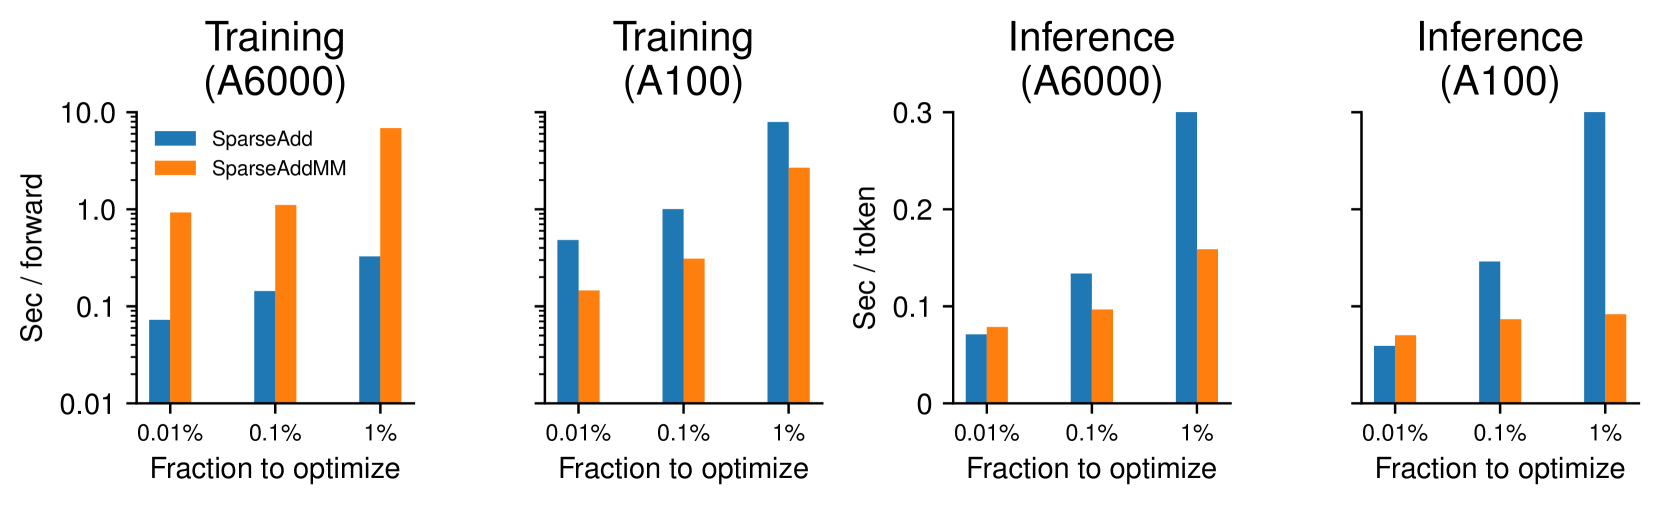 Training
(A6000)
Training
(A100)
Inference
(A6000)
Inference
(A100)
10.0
1.0
0.1
0.01
Sec / forward
SparseAdd
SparseAddMM
0.01%
0.1%
1%
Fraction to optimize
0.01%
0.1%
1%
Fraction to optimize
0.3
0.2
0.1
0
Sec / token
0.01%
0.1%
1%
Fraction to optimize
0.01%
0.1%
1%
Fraction to optimize